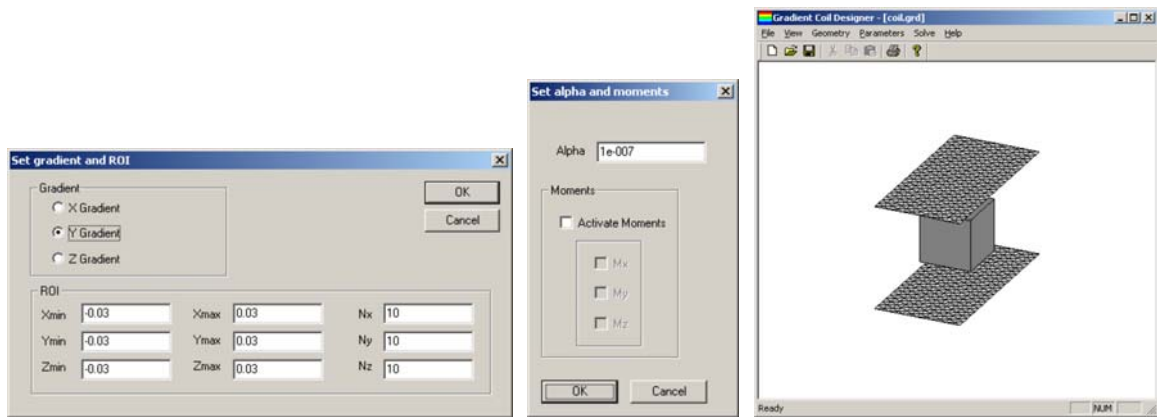 Set gradient and ROI
Gradient
X Gradient
Y Gradient
Z Gradient
OK
Cancel
ROI
Xmin -0.03 Xmax 0.03 Nx 10
Ymin -0.03 Ymax 0.03 Ny 10
Zmin -0.03 Zmax 0.03 Nz 10
Set alpha and moments
Alpha 1e-007
Moments
Activate Moments
Mx
My
Mz
OK Cancel
Gradient Coil Designer - [coil.grd]
File View Geometry Parameters Solve Help
Ready NUM